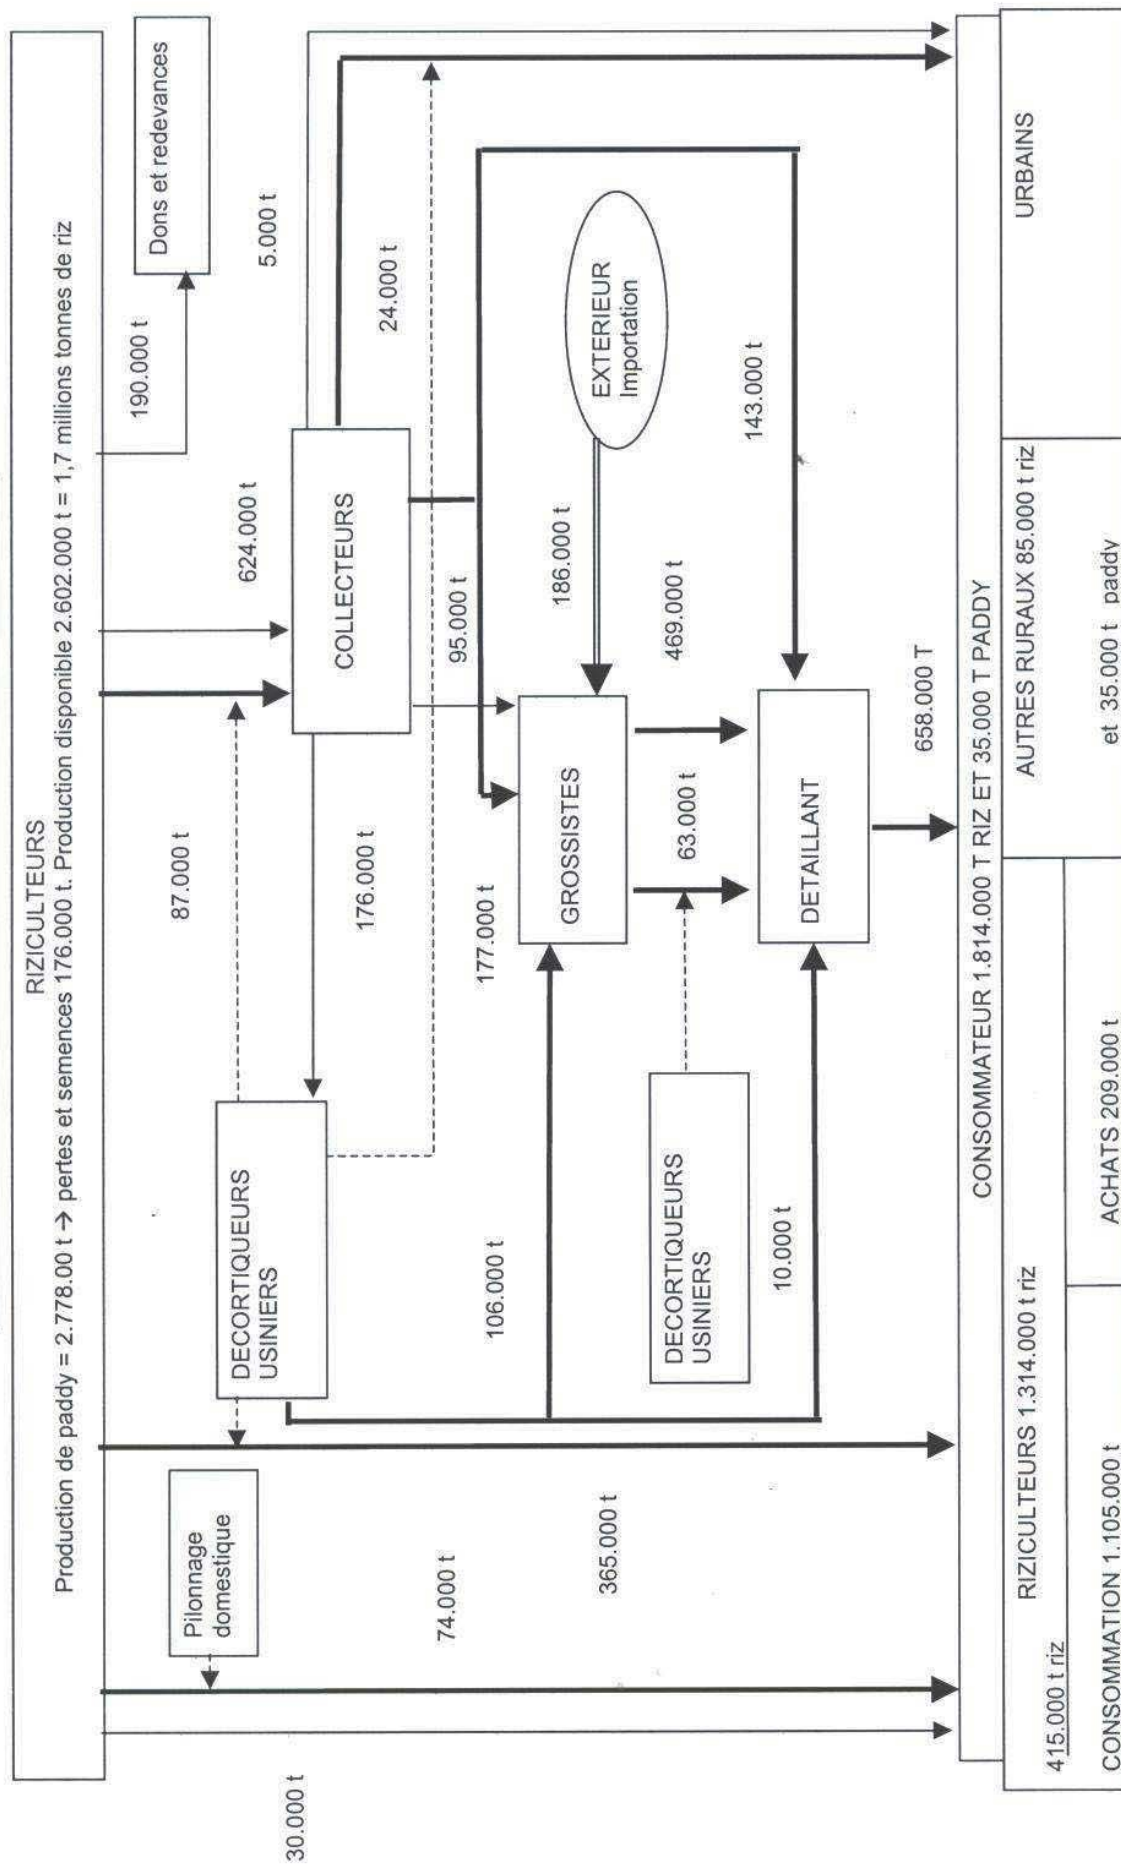 RIZICULTEURS
Production de paddy = 2.778.00 t → pertes et semences 176.000 t. Production disponible 2.602.000 t = 1,7 millions tonnes de riz
190.000 t
Dons et redevances
87.000 t
624.000 t
5.000 t
Pilonnage
domestique
DECORTIQUEURS
USINIERS
176.000 t
COLLECTEURS
24.000 t
30.000 t
74.000 t
106.000 t
177.000 t
95.000 t
GROSSISTES
186.000 t
EXTERIEUR
Importation
365.000 t
DECORTIQUEURS
USINIERS
63.000 t
469.000 t
143.000 t
10.000 t
DETAILLANT
658.000 T
CONSOMMATEUR 1.814.000 T RIZ ET 35.000 T PADDY
RIZICULTEURS 1.314.000 t riz
AUTRES RURAUX 85.000 t riz
URBAINS
415.000 t riz
et 35.000 t paddy
CONSOMMATION 1.105.000 t
ACHATS 209.000 t